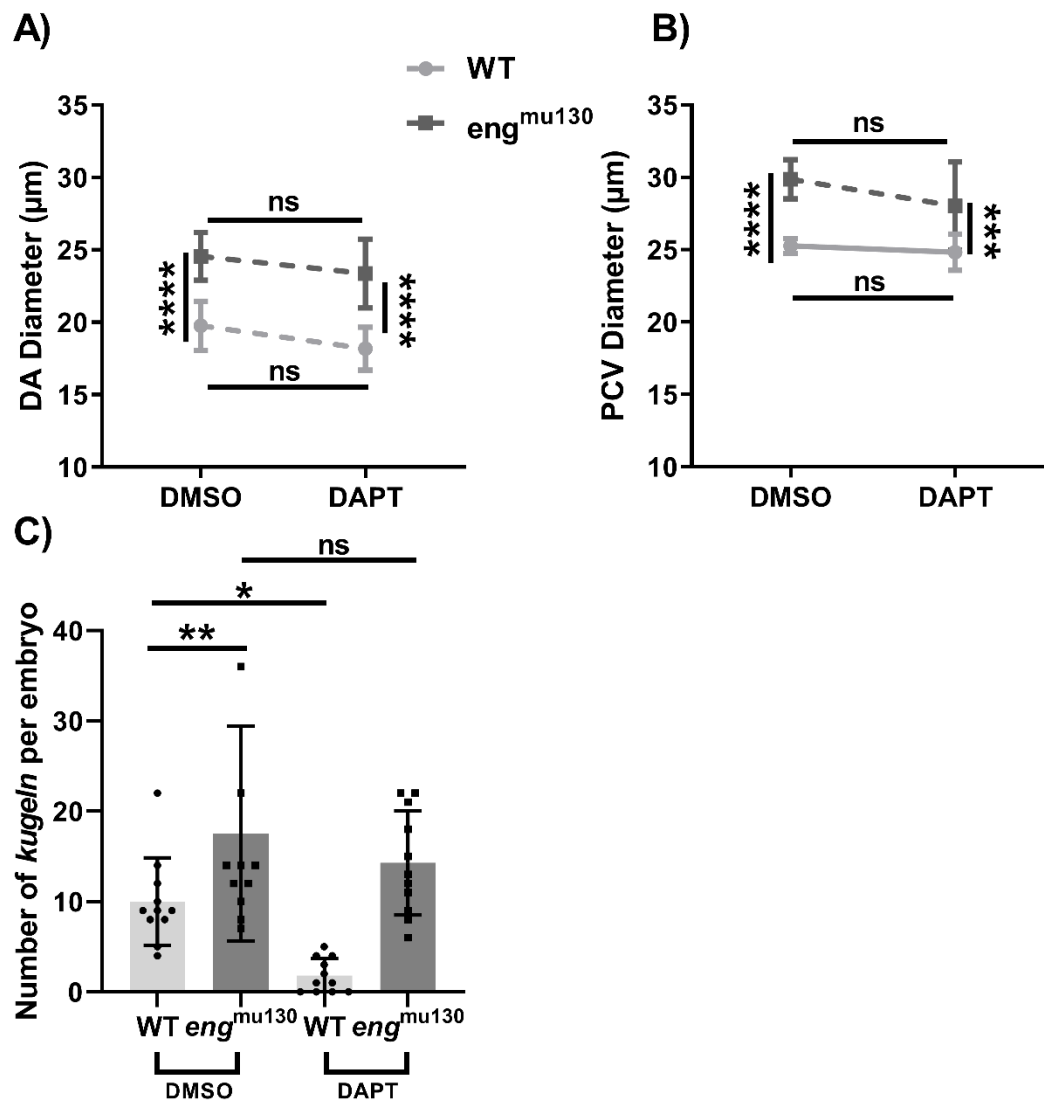 A)
WT
eng^mu130
DA Diameter (µm)
35
30
25
20
15
10
ns
****
****
ns
DMSO
DAPT
B)
PCV Diameter (µm)
35
30
25
20
15
10
ns
****
***
ns
DMSO
DAPT
C)
Number of kugeln per embryo
40
30
20
10
0
ns
*
**
WT eng^mu130 WT eng^mu130
DMSO
DAPT